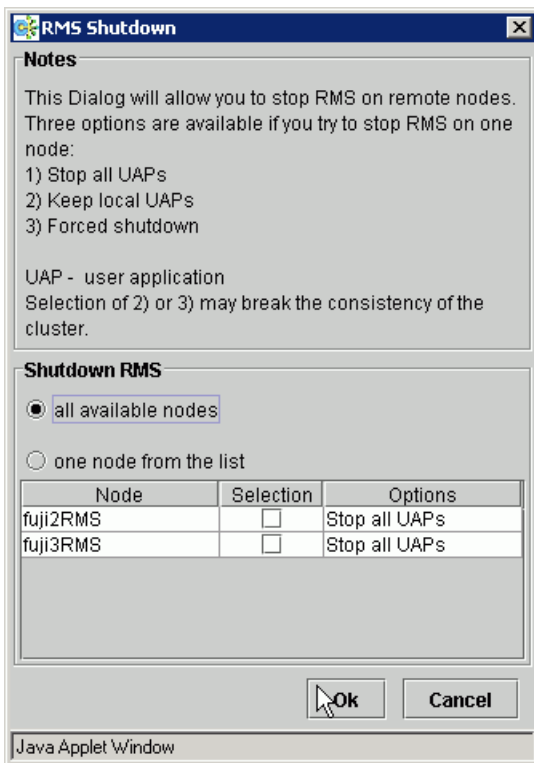 RMS Shutdown
Notes
This Dialog will allow you to stop RMS on remote nodes.
Three options are available if you try to stop RMS on one
node:
1) Stop all UAPs
2) Keep local UAPs
3) Forced shutdown
UAP - user application
Selection of 2) or 3) may break the consistency of the
cluster.
Shutdown RMS
all available nodes
one node from the list
Node Selection Options
fuji2RMS Stop all UAPs
fuji3RMS Stop all UAPs
Ok Cancel
Java Applet Window